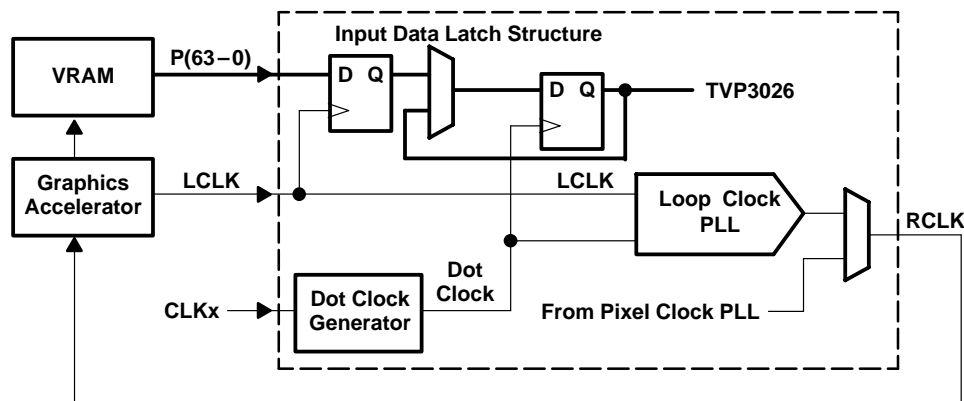 Input Data Latch Structure
VRAM
P(63–0)
D Q
D Q
TVP3026
Graphics
Accelerator
LCLK
LCLK
Loop Clock
PLL
RCLK
Dot
Clock
CLKx
Dot Clock
Generator
From Pixel Clock PLL